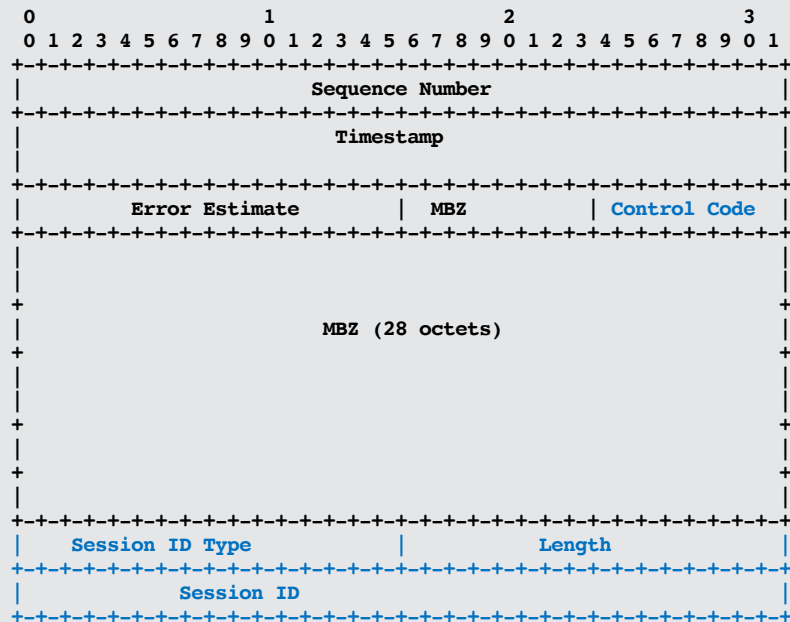 0                   1                   2                   3
 0 1 2 3 4 5 6 7 8 9 0 1 2 3 4 5 6 7 8 9 0 1 2 3 4 5 6 7 8 9 0 1
+-+-+-+-+-+-+-+-+-+-+-+-+-+-+-+-+-+-+-+-+-+-+-+-+-+-+-+-+-+-+-+-+
|                        Sequence Number                        |
+-+-+-+-+-+-+-+-+-+-+-+-+-+-+-+-+-+-+-+-+-+-+-+-+-+-+-+-+-+-+-+-+
|                          Timestamp                            |
|                                                               |
+-+-+-+-+-+-+-+-+-+-+-+-+-+-+-+-+-+-+-+-+-+-+-+-+-+-+-+-+-+-+-+-+
|         Error Estimate        |  MBZ          | Control Code  |
+-+-+-+-+-+-+-+-+-+-+-+-+-+-+-+-+-+-+-+-+-+-+-+-+-+-+-+-+-+-+-+-+
|                                                               |
|                                                               |
+                                                               +
|                         MBZ (28 octets)                       |
+                                                               +
|                                                               |
|                                                               |
+                                                               +
|                                                               |
+                                                               +
|                                                               |
+-+-+-+-+-+-+-+-+-+-+-+-+-+-+-+-+-+-+-+-+-+-+-+-+-+-+-+-+-+-+-+-+
|    Session ID Type            |           Length              |
+-+-+-+-+-+-+-+-+-+-+-+-+-+-+-+-+-+-+-+-+-+-+-+-+-+-+-+-+-+-+-+-+
|             Session ID                                        |
+-+-+-+-+-+-+-+-+-+-+-+-+-+-+-+-+-+-+-+-+-+-+-+-+-+-+-+-+-+-+-+-+